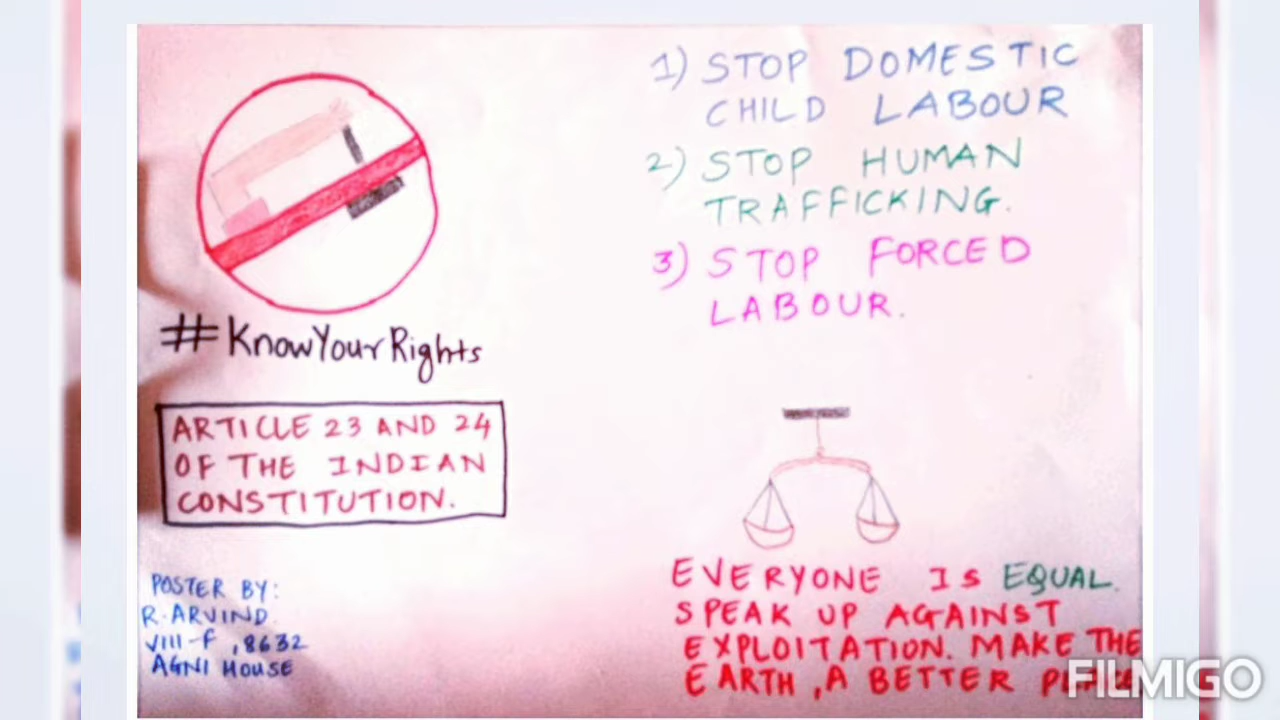 #KnowYourRights
ARTICLE 23 AND 24
OF THE INDIAN
CONSTITUTION.
POSTER BY:
R.ARVIND
VIII-F ,8632
AGNI HOUSE
1) STOP DOMESTIC
CHILD LABOUR
2) STOP HUMAN
TRAFFICKING.
3) STOP FORCED
LABOUR.
EVERYONE IS EQUAL.
SPEAK UP AGAINST
EXPLOITATION. MAKE THE
EARTH, A BETTER PLACE
FILMIGO